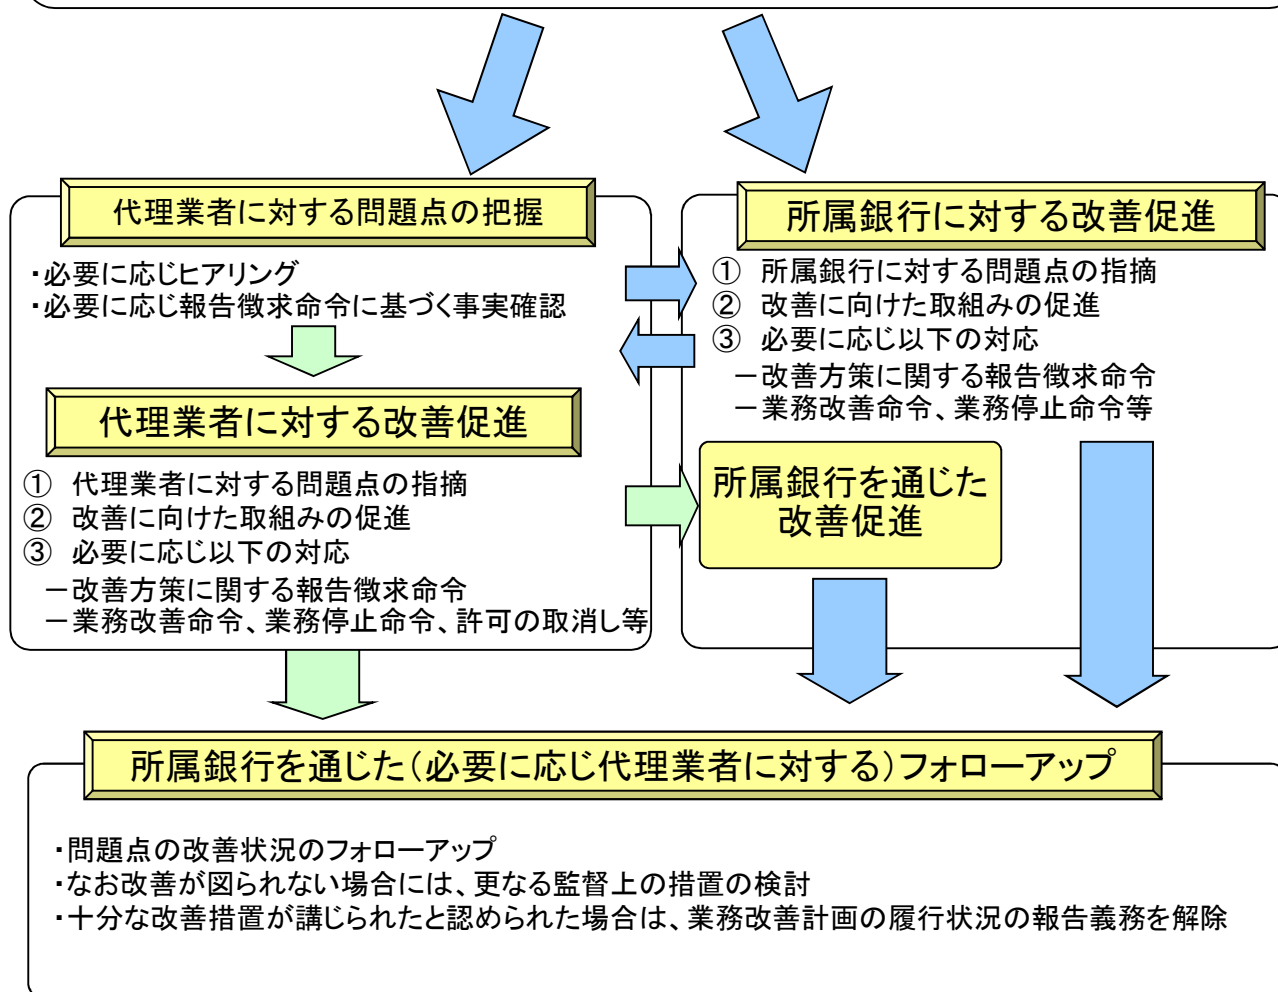 代理業者に対する問題点の把握
・必要に応じヒアリング
・必要に応じ報告徴求命令に基づく事実確認
代理業者に対する改善促進
① 代理業者に対する問題点の指摘
② 改善に向けた取組みの促進
③ 必要に応じ以下の対応
－改善方策に関する報告徴求命令
－業務改善命令、業務停止命令、許可の取消し等
所属銀行に対する改善促進
① 所属銀行に対する問題点の指摘
② 改善に向けた取組みの促進
③ 必要に応じ以下の対応
－改善方策に関する報告徴求命令
－業務改善命令、業務停止命令等
所属銀行を通じた
改善促進
所属銀行を通じた（必要に応じ代理業者に対する）フォローアップ
・問題点の改善状況のフォローアップ
・なお改善が図られない場合には、更なる監督上の措置の検討
・十分な改善措置が講じられたと認められた場合は、業務改善計画の履行状況の報告義務を解除